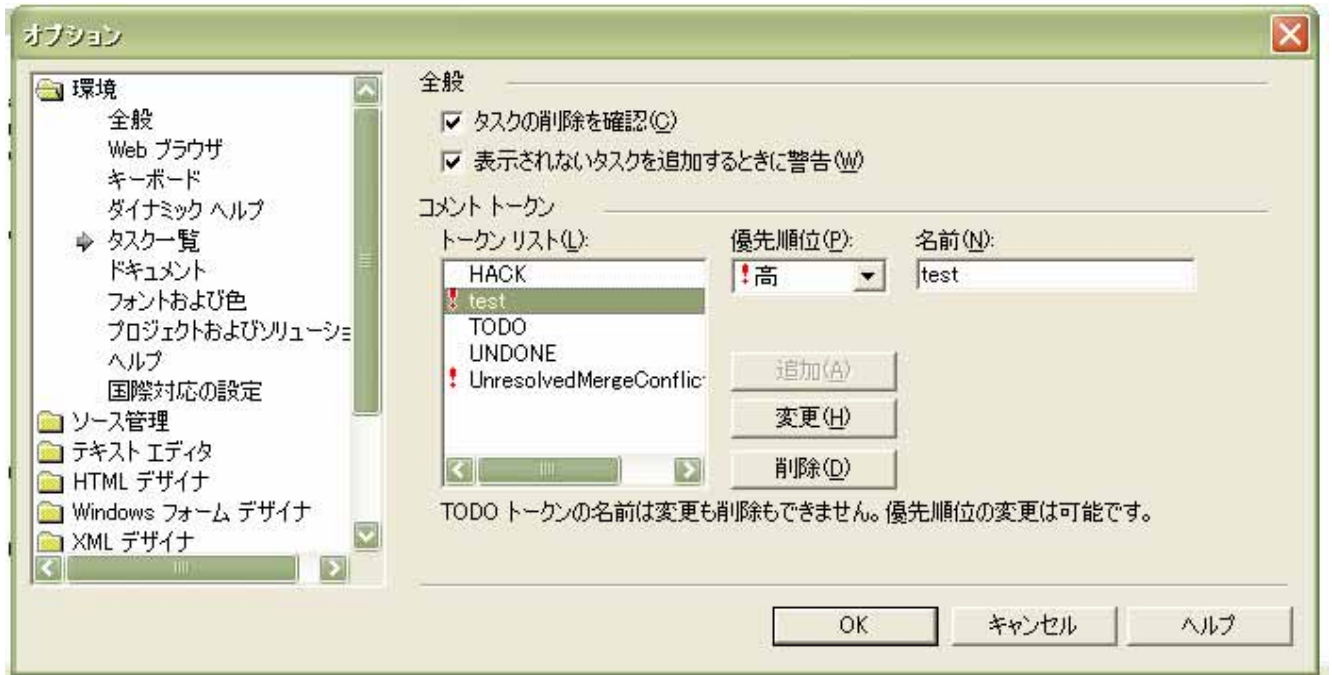 オプション
環境
全般
Web ブラウザ
キーボード
ダイナミック ヘルプ
タスク一覧
ドキュメント
フォントおよび色
プロジェクトおよびソリューショ
ヘルプ
国際対応の設定
ソース管理
テキスト エディタ
HTML デザイナ
Windows フォーム デザイナ
XML デザイナ
全般
タスクの削除を確認(C)
表示されないタスクを追加するときに警告(W)
コメント トークン
トークン リスト(L):
HACK
test
TODO
UNDONE
UnresolvedMergeConflic
優先順位(P):
高
名前(N):
test
追加(A)
変更(H)
削除(D)
TODO トークンの名前は変更も削除もできません。優先順位の変更は可能です。
OK
キャンセル
ヘルプ